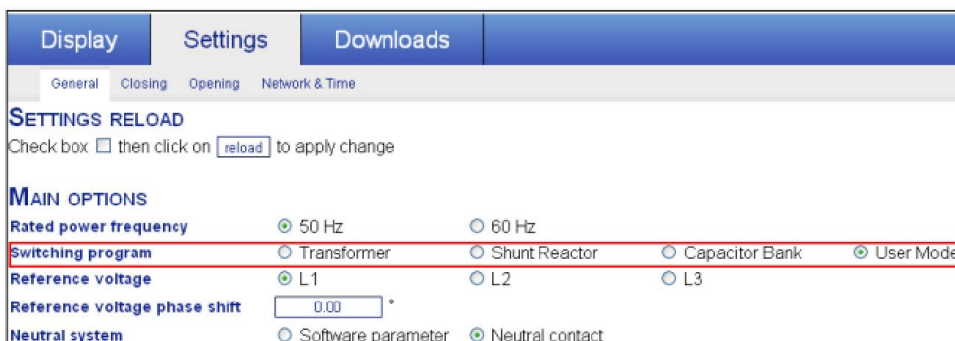 Display Settings Downloads
General Closing Opening Network & Time
SETTINGS RELOAD
Check box then click on reload to apply change
MAIN OPTIONS
Rated power frequency 50 Hz 60 Hz
Switching program Transformer Shunt Reactor Capacitor Bank User Mode
Reference voltage L1 L2 L3
Reference voltage phase shift 0.00 °
Neutral system Software parameter Neutral contact